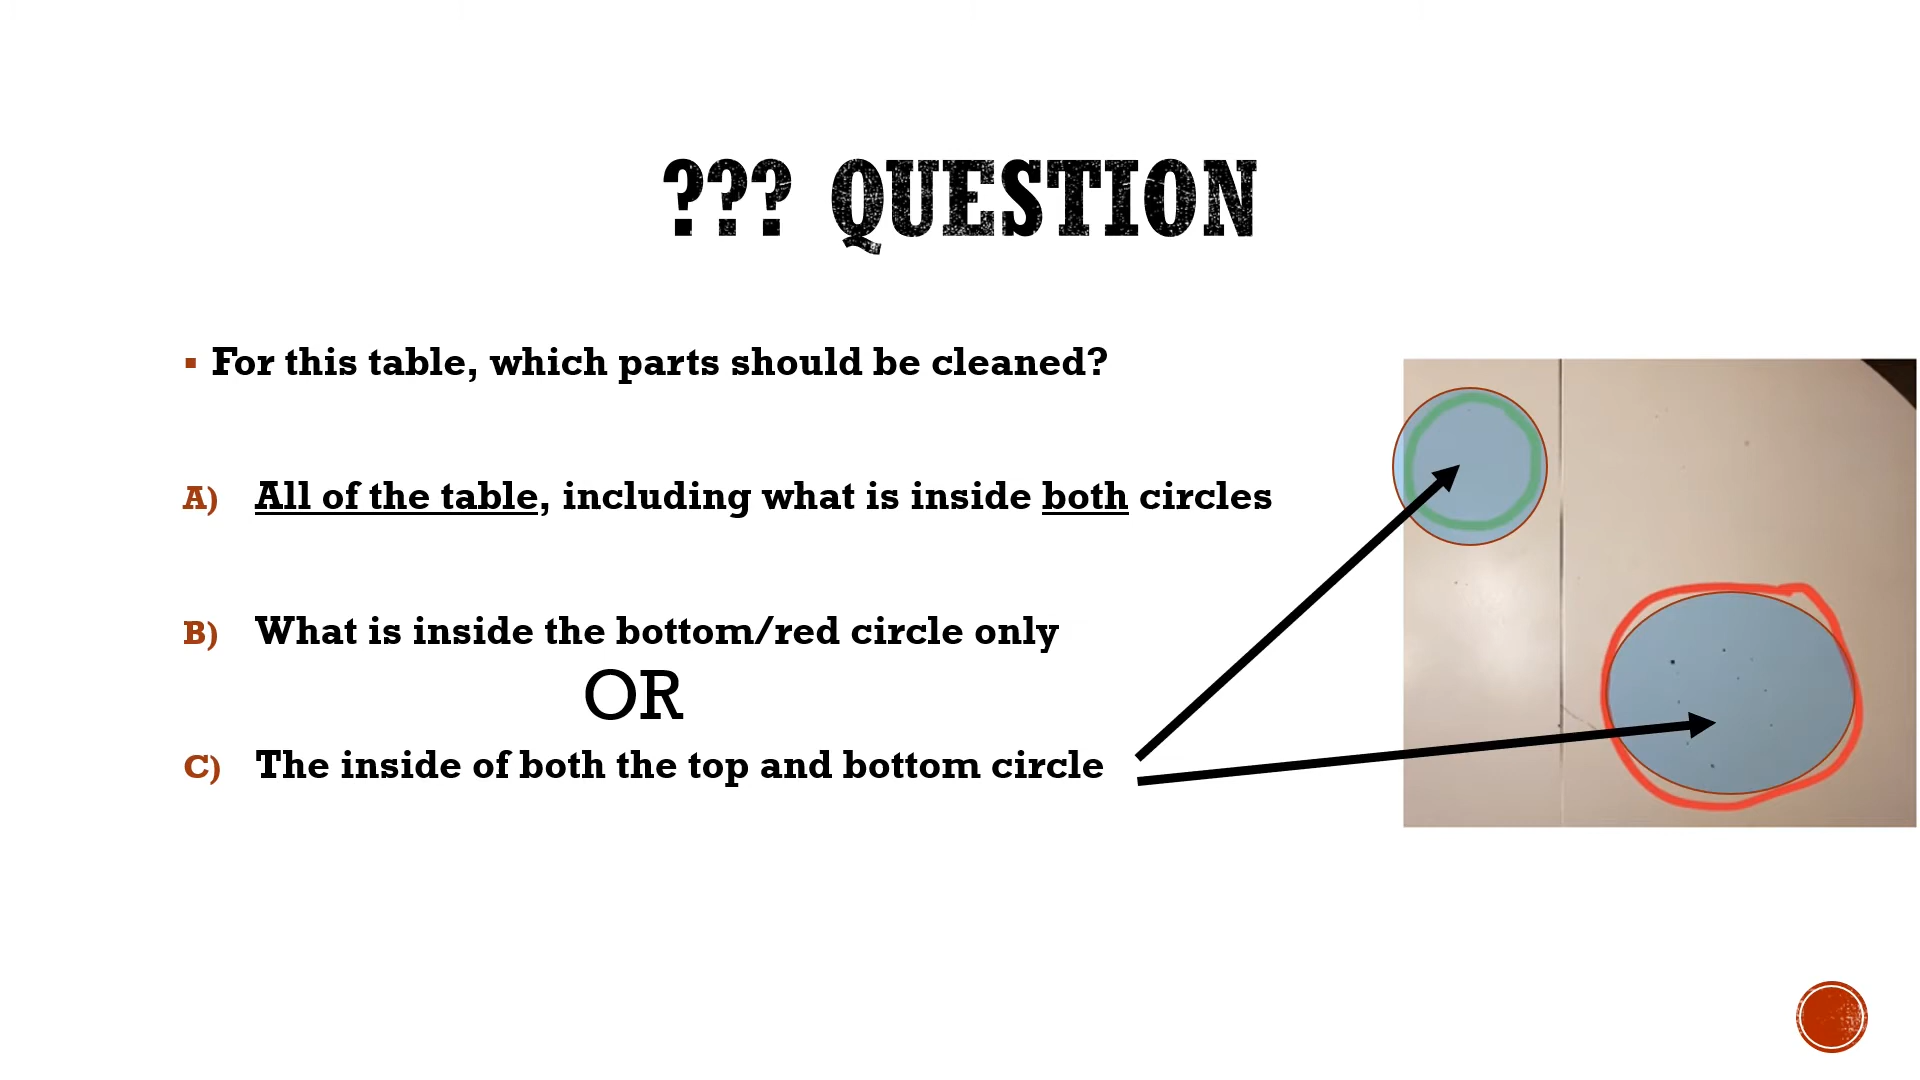 ??? QUESTION
For this table, which parts should be cleaned?
A) All of the table, including what is inside both circles
B) What is inside the bottom/red circle only
OR
C) The inside of both the top and bottom circle